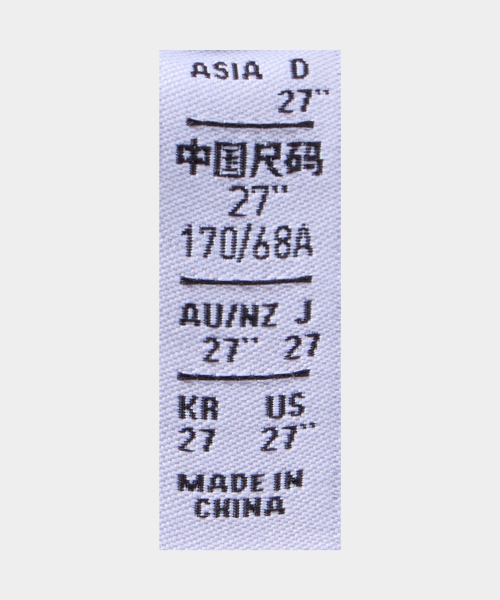 ASIA D
27"
中国尺码
27"
170/68A
AU/NZ J
27" 27
KR US
27 27"
MADE IN
CHINA